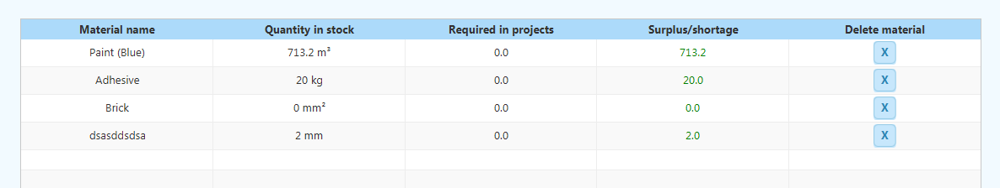 Material name Quantity in stock Required in projects Surplus/shortage Delete material
Paint (Blue) 713.2 m³ 0.0 713.2 X
Adhesive 20 kg 0.0 20.0 X
Brick 0 mm² 0.0 0.0 X
dsasddsdsa 2 mm 0.0 2.0 X